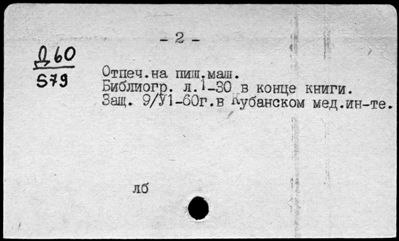 - 2 -
Д60
S79
Отпеч.на пиш.маш.
Библиогр. л.1-30 в конце книги.
Защ. 9/У1-60г.в Кубанском мед.ин-те.
лб